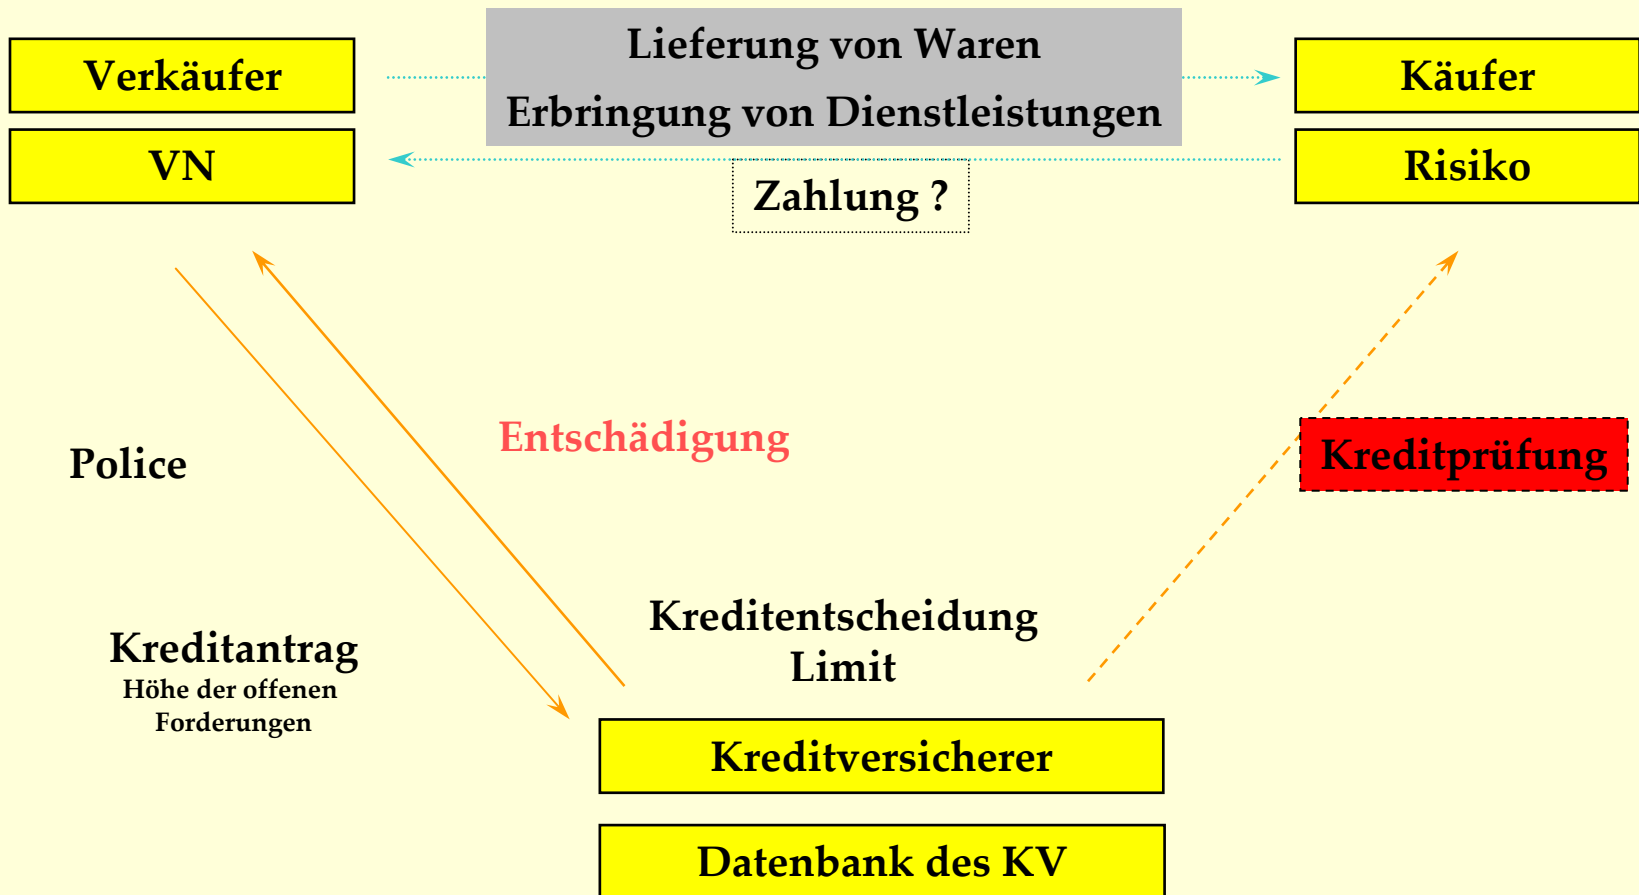 Verkäufer
Lieferung von Waren
Erbringung von Dienstleistungen
Käufer
VN
Zahlung ?
Risiko
Police
Entschädigung
Kreditprüfung
Kreditantrag
Höhe der offenen
Forderungen
Kreditentscheidung
Limit
Kreditversicherer
Datenbank des KV